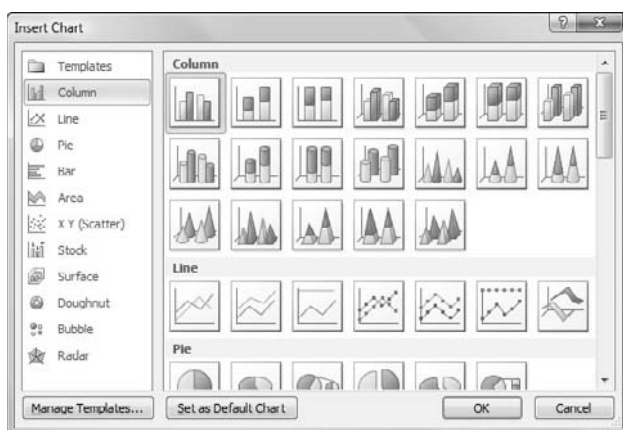 Insert Chart
Templates
Column
Line
Pie
Bar
Area
X Y (Scatter)
Stock
Surface
Doughnut
Bubble
Radar
Column
Line
Pie
Manage Templates...
Set as Default Chart
OK
Cancel